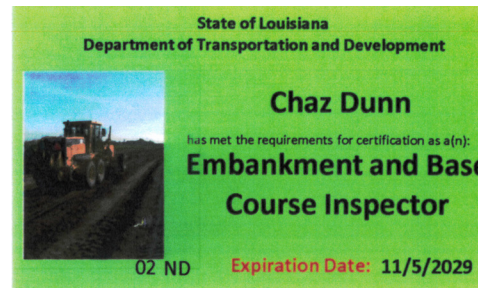 State of Louisiana
Department of Transportation and Development
Chaz Dunn
has met the requirements for certification as a(n):
Embankment and Bas
Course Inspector
02 ND Expiration Date: 11/5/2029